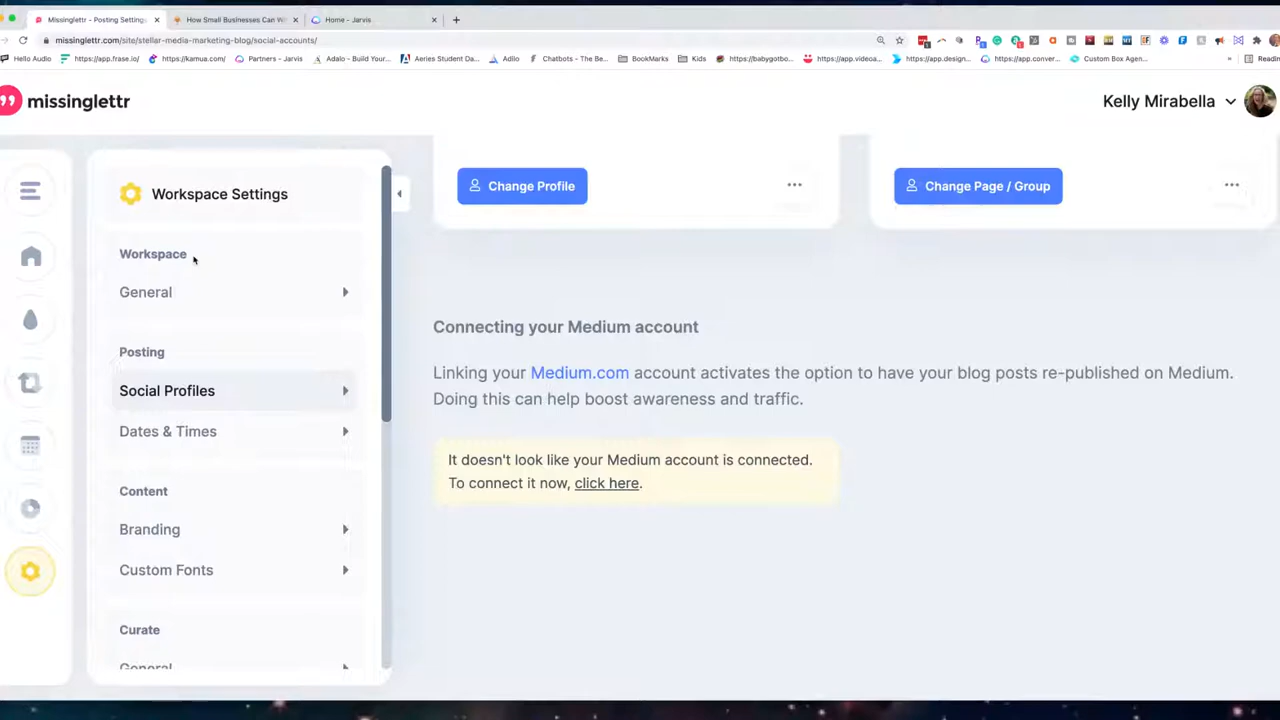 Missinglettr - Posting Setting
How Small Businesses Can W
Home - Jarvis
missinglettr.com/site/stellar-media-marketing-blog/social-accounts/
Hello Audio
https://app.frase.io/
https://kamua.com/
Partners - Jarvis
Adalo - Build Your...
Aeries Student Da...
Adilo
Chatbots - The Be...
BookMarks
Kids
https://babygotbo...
https://app.videoa...
https://app.design...
https://app.conver...
Custom Box Agen...
»
Readin
missinglettr
Kelly Mirabella
Workspace Settings
Workspace
General
Posting
Social Profiles
Dates & Times
Content
Branding
Custom Fonts
Curate
General
Change Profile
...
Change Page / Group
...
Connecting your Medium account
Linking your Medium.com account activates the option to have your blog posts re-published on Medium.
Doing this can help boost awareness and traffic.
It doesn't look like your Medium account is connected.
To connect it now, click here.